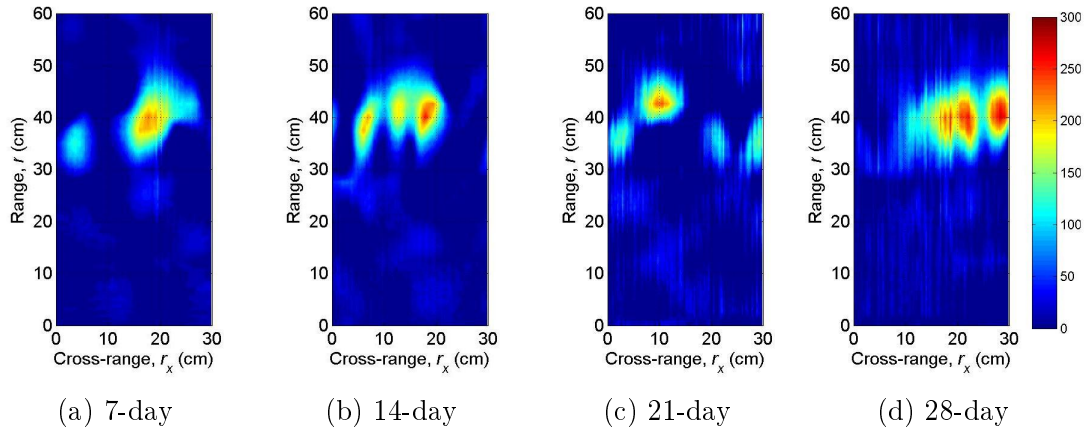 60 60 60 60 300
50 50 50 50 250
40 40 40 40 200
Range, r (cm) Range, r (cm) Range, r (cm) Range, r (cm)
30 30 30 30 150
20 20 20 20 100
10 10 10 10 50
0 0 0 0 0
0 10 20 30 0 10 20 30 0 10 20 30 0 10 20 30
Cross-range, r_x (cm) Cross-range, r_x (cm) Cross-range, r_x (cm) Cross-range, r_x (cm)
(a) 7-day (b) 14-day (c) 21-day (d) 28-day